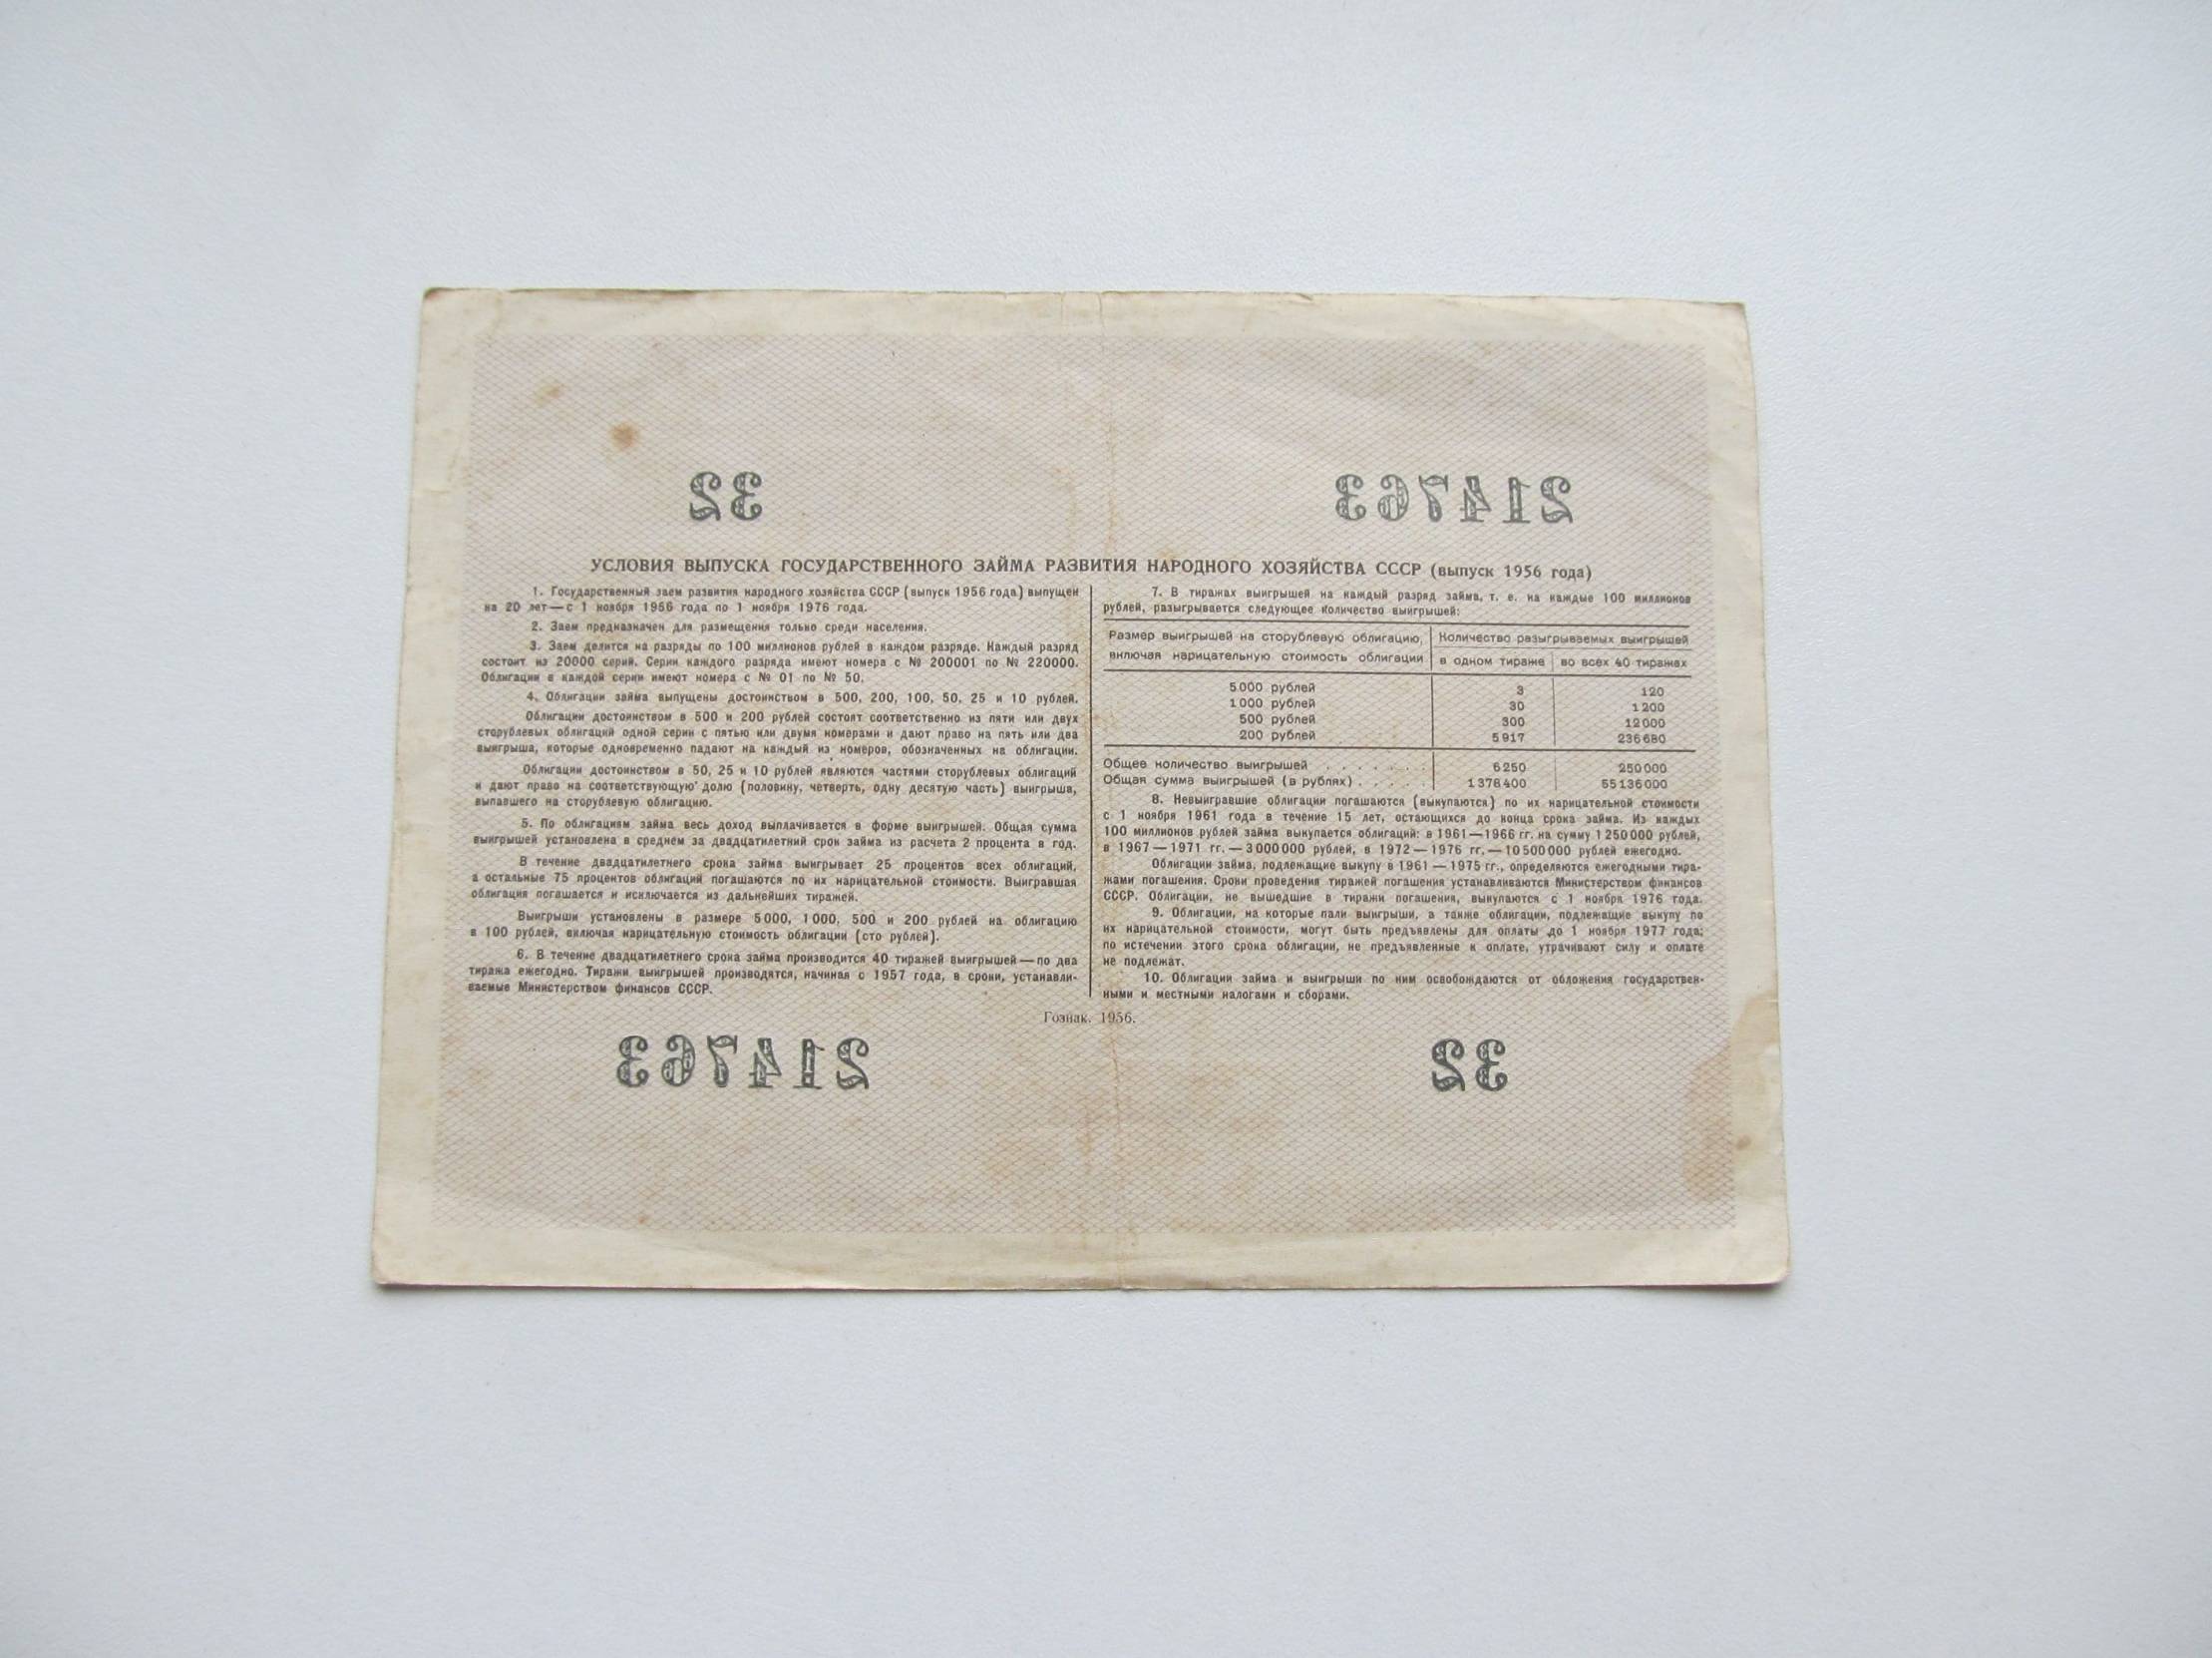 32 214763
УСЛОВИЯ ВЫПУСКА ГОСУДАРСТВЕННОГО ЗАЙМА РАЗВИТИЯ НАРОДНОГО ХОЗЯЙСТВА СССР (выпуск 1956 года)
1. Государственный заем развития народного хозяйства СССР (выпуск 1956 года) выпущен
на 20 лет—с 1 ноября 1956 года по 1 ноября 1976 года.
2. Заем предназначен для размещения только среди населения.
3. Заем делится на разряды по 100 миллионов рублей в каждом разряде. Каждый разряд
состоит из 20000 серий. Серии каждого разряда имеют номера с № 200001 по № 220000.
Облигации в каждой серии имеют номера с № 01 по № 50.
4. Облигации займа выпущены достоинством в 500, 200, 100, 50, 25 и 10 рублей.
Облигации достоинством в 500 и 200 рублей состоят соответственно из пяти или двух
сторублевых облигаций одной серии с пятью или двумя номерами и дают право на пять или два
выигрыша, которые одновременно падают на каждый из номеров, обозначенных на облигации.
Облигации достоинством в 50, 25 и 10 рублей являются частями сторублевых облигаций
и дают право на соответствующую долю (половину, четверть, одну десятую часть) выигрыша,
выпавшего на сторублевую облигацию.
5. По облигациям займа весь доход выплачивается в форме выигрышей. Общая сумма
выигрышей установлена в среднем за двадцатилетний срок займа из расчета 2 процента в год.
В течение двадцатилетнего срока займа выигрывает 25 процентов всех облигаций,
а остальные 75 процентов облигаций погашаются по их нарицательной стоимости. Выигравшая
облигация погашается и исключается из дальнейших тиражей.
Выигрыши установлены в размере 5000, 1000, 500 и 200 рублей на облигацию
в 100 рублей, включая нарицательную стоимость облигации (сто рублей).
6. В течение двадцатилетнего срока займа производится 40 тиражей выигрышей—по два
тиража ежегодно. Тиражи выигрышей производятся, начиная с 1957 года, в сроки, устанавли-
ваемые Министерством финансов СССР.
7. В тиражах выигрышей на каждый разряд займа, т. е. на каждые 100 миллионов
рублей, разыгрывается следующее количество выигрышей:
Размер выигрышей на сторублевую облигацию, Количество разыгрываемых выигрышей
включая нарицательную стоимость облигации в одном тираже во всех 40 тиражах
5000 рублей 3 120
1000 рублей 30 1200
500 рублей 300 12000
200 рублей 5917 236680
Общее количество выигрышей . . . . . . . 6250 250000
Общая сумма выигрышей (в рублях) . . . . . 1378400 55136000
8. Невыигравшие облигации погашаются (выкупаются) по их нарицательной стоимости
с 1 ноября 1961 года в течение 15 лет, остающихся до конца срока займа. Из каждых
100 миллионов рублей займа выкупается облигаций: в 1961—1966 гг. на сумму 1250000 рублей,
в 1967—1971 гг.—3000000 рублей, в 1972—1976 гг.—10500000 рублей ежегодно.
Облигации займа, подлежащие выкупу в 1961—1975 гг., определяются ежегодными тира-
жами погашения. Сроки проведения тиражей погашения устанавливаются Министерством финансов
СССР. Облигации, не вышедшие в тиражи погашения, выкупаются с 1 ноября 1976 года.
9. Облигации, на которые пали выигрыши, а также облигации, подлежащие выкупу по
их нарицательной стоимости, могут быть предъявлены для оплаты до 1 ноября 1977 года;
по истечении этого срока облигации, не предъявленные к оплате, утрачивают силу и оплате
не подлежат.
10. Облигации займа и выигрыши по ним освобождаются от обложения государствен-
ными и местными налогами и сборами.
Гознак. 1956.
214763 32